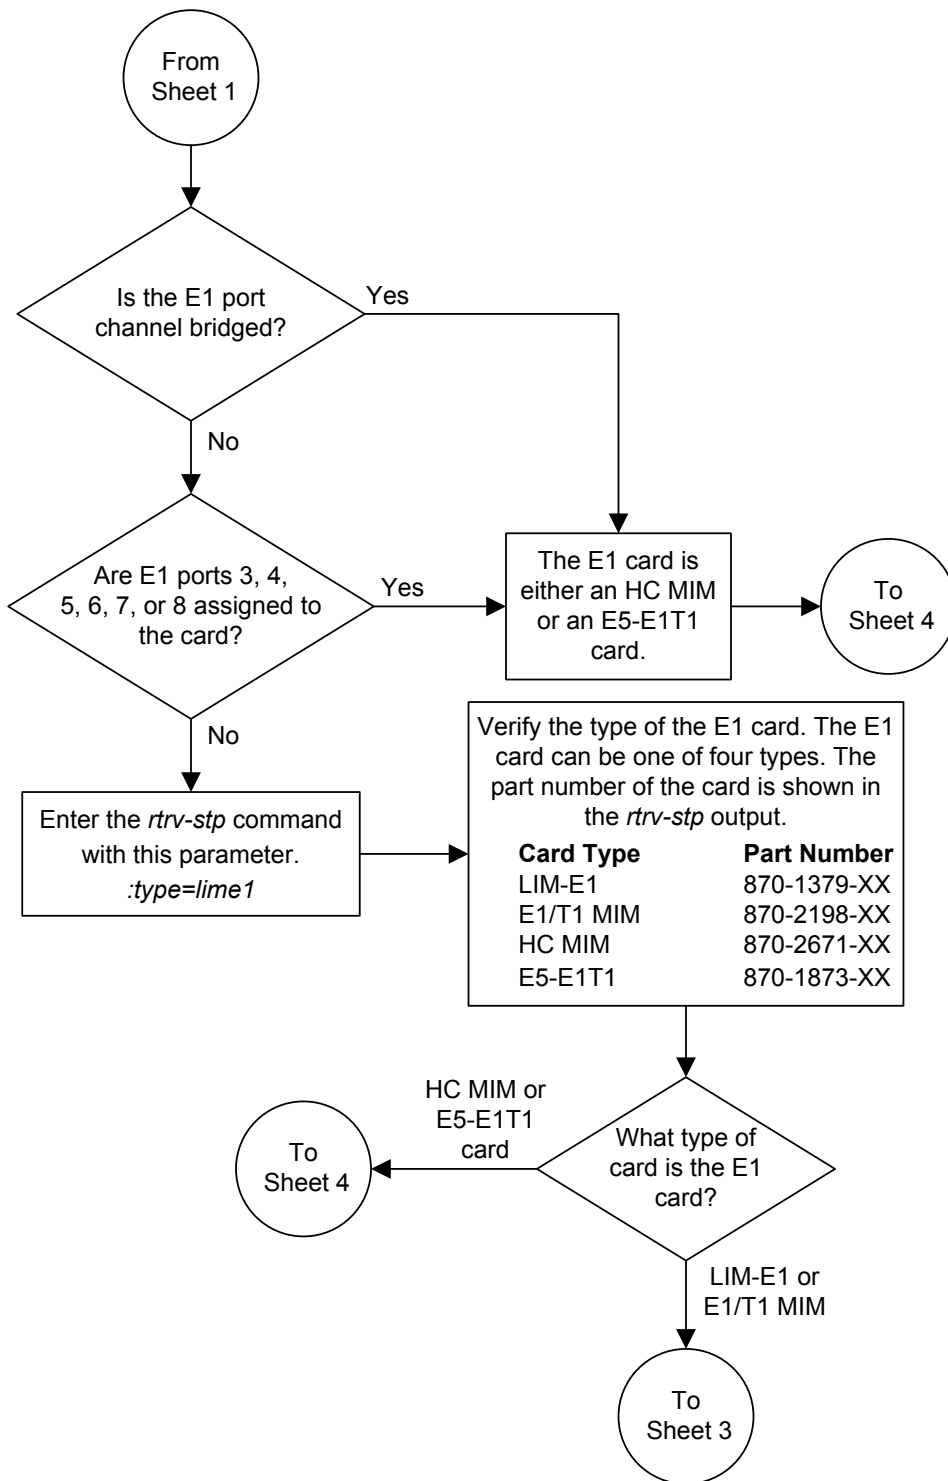 From
Sheet 1
Is the E1 port
channel bridged?
Yes
No
Are E1 ports 3, 4,
5, 6, 7, or 8 assigned to
the card?
Yes
The E1 card is
either an HC MIM
or an E5-E1T1
card.
To
Sheet 4
No
Enter the rtrv-stp command
with this parameter.
:type=lime1
Verify the type of the E1 card. The E1
card can be one of four types. The
part number of the card is shown in
the rtrv-stp output.
Card Type Part Number
LIM-E1 870-1379-XX
E1/T1 MIM 870-2198-XX
HC MIM 870-2671-XX
E5-E1T1 870-1873-XX
What type of
card is the E1
card?
HC MIM or
E5-E1T1
card
To
Sheet 4
LIM-E1 or
E1/T1 MIM
To
Sheet 3